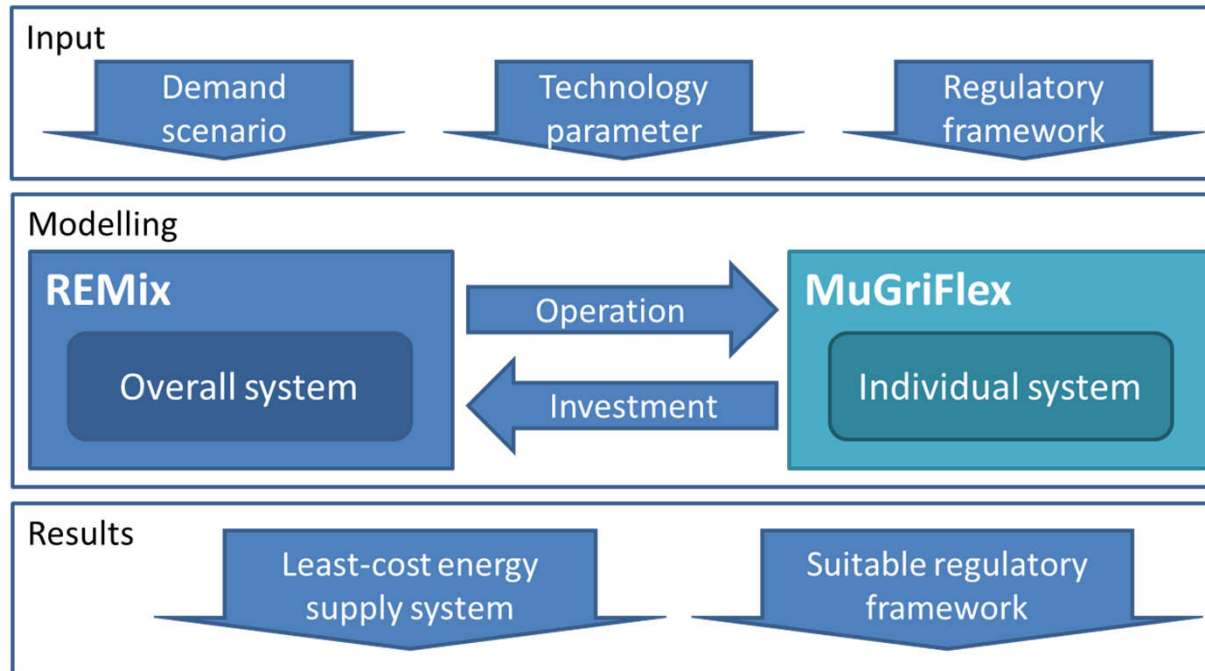 Input
Demand
scenario
Technology
parameter
Regulatory
framework
Modelling
REMix
Overall system
Operation
Investment
MuGriFlex
Individual system
Results
Least-cost energy
supply system
Suitable regulatory
framework